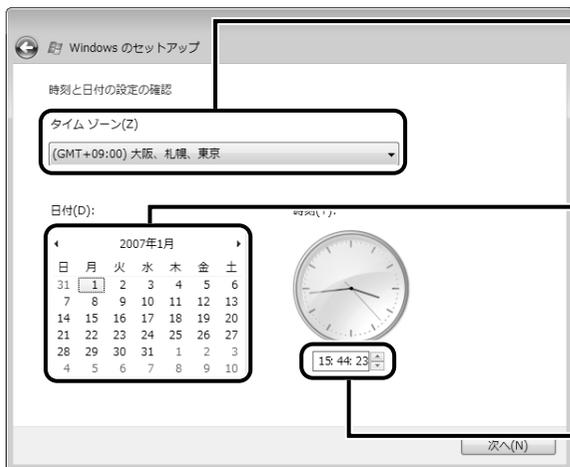 Windows のセットアップ
時刻と日付の設定の確認
タイム ゾーン(Z)
(GMT+09:00) 大阪、札幌、東京
日付(D):
時刻(T):
2007年1月
日 月 火 水 木 金 土
31 1 2 3 4 5 6
7 8 9 10 11 12 13
14 15 16 17 18 19 20
21 22 23 24 25 26 27
28 29 30 31 1 2 3
4 5 6 7 8 9 10
15: 44: 23
次へ(N)